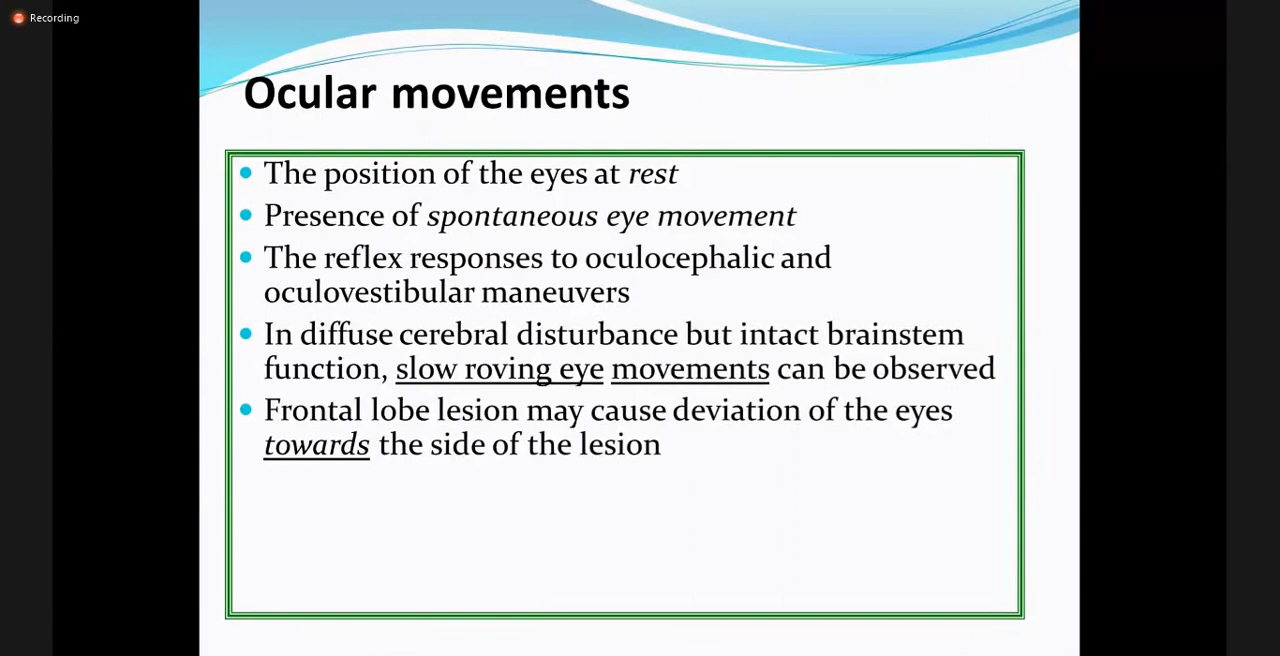 Recording
Ocular movements
The position of the eyes at rest
Presence of spontaneous eye movement
The reflex responses to oculocephalic and
oculovestibular maneuvers
In diffuse cerebral disturbance but intact brainstem
function, slow roving eye movements can be observed
Frontal lobe lesion may cause deviation of the eyes
towards the side of the lesion